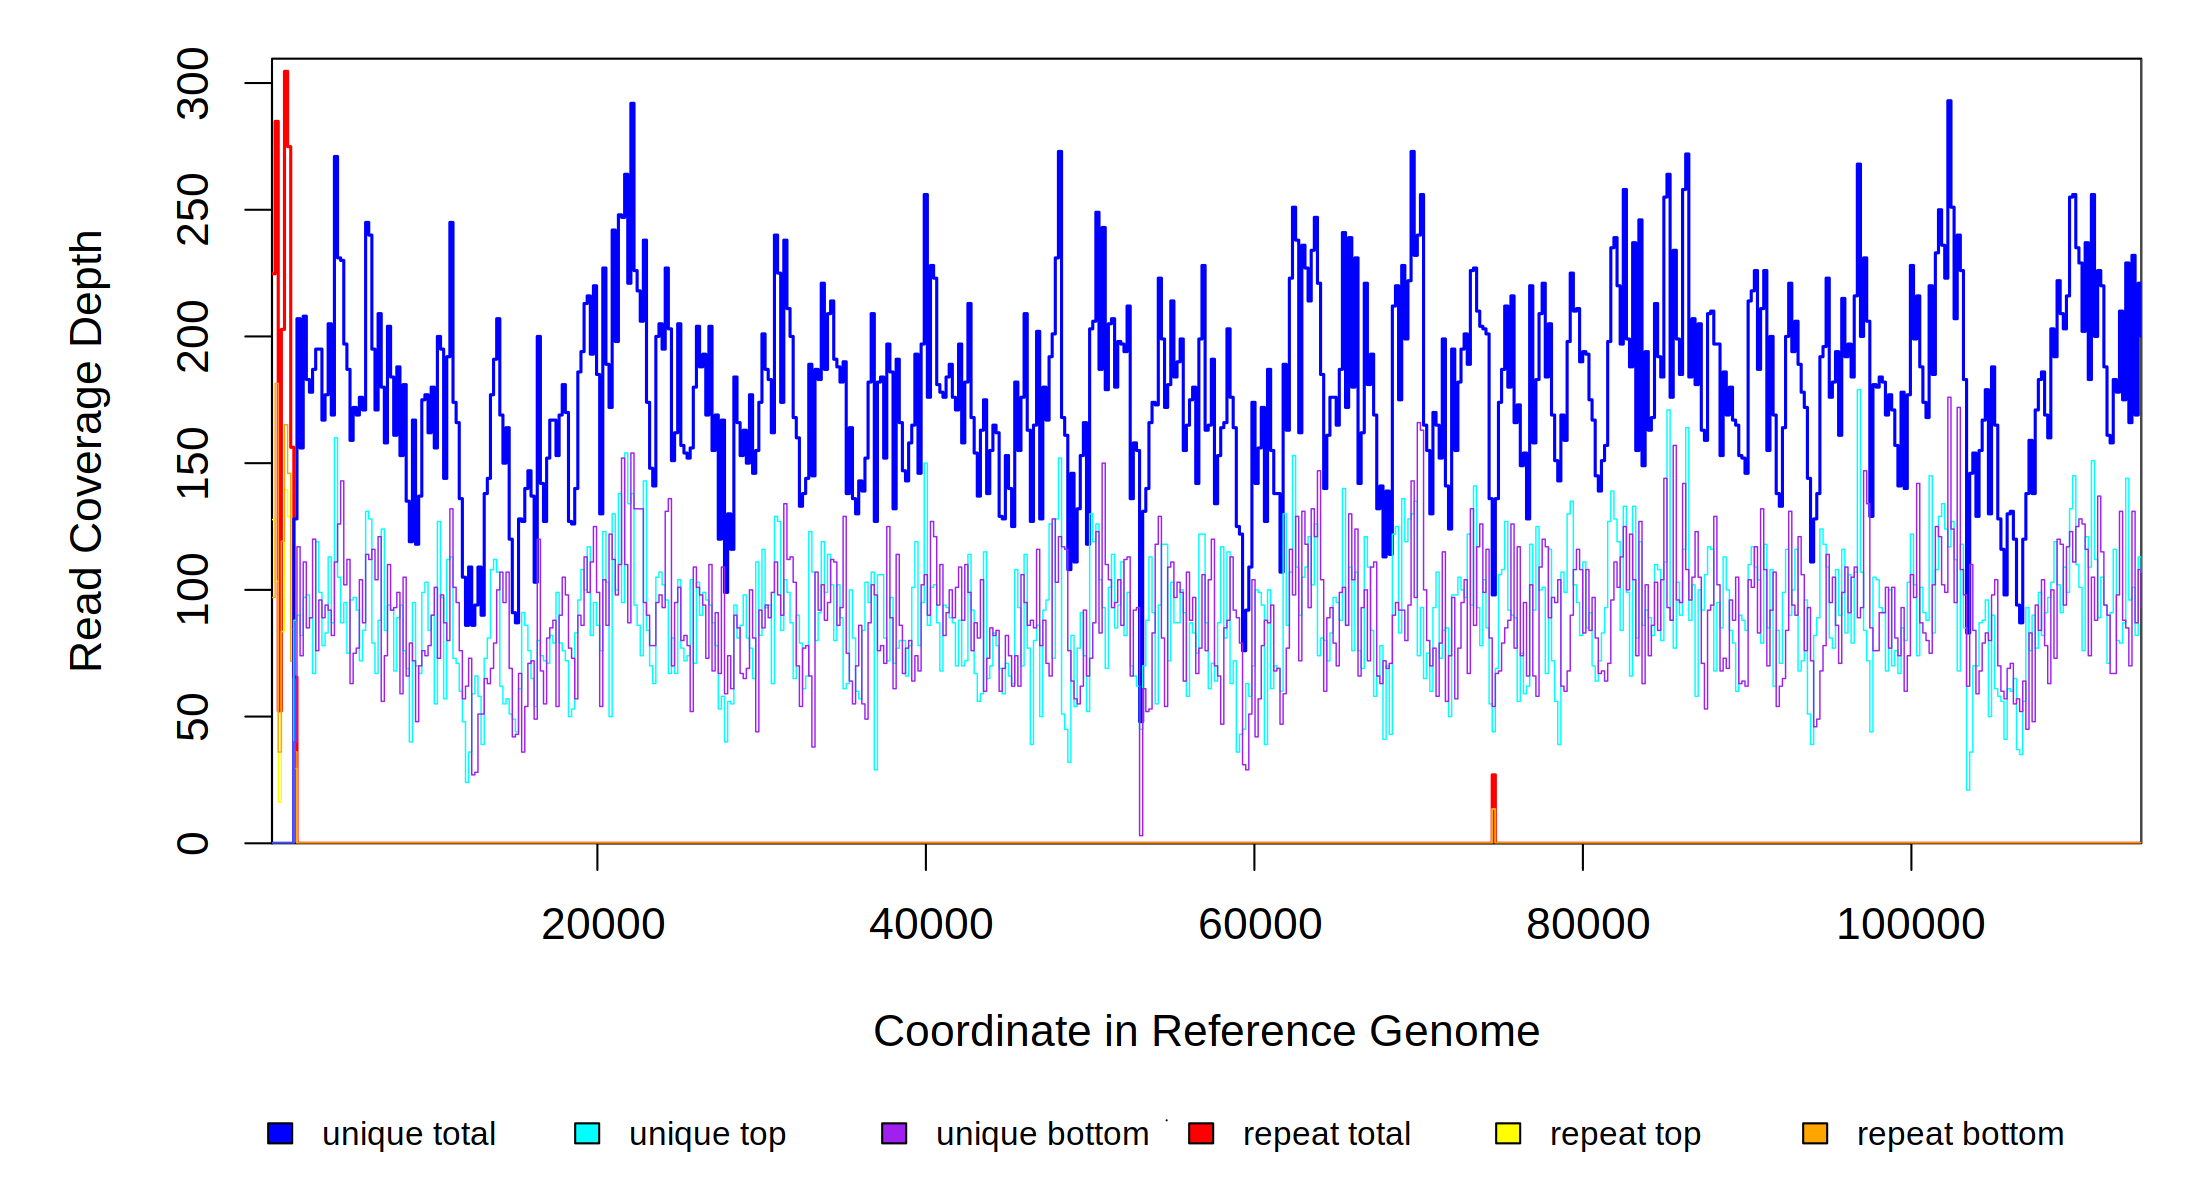 300
250
200
150
100
50
0
Read Coverage Depth
20000 40000 60000 80000 100000
Coordinate in Reference Genome
unique total unique top unique bottom repeat total repeat top repeat bottom